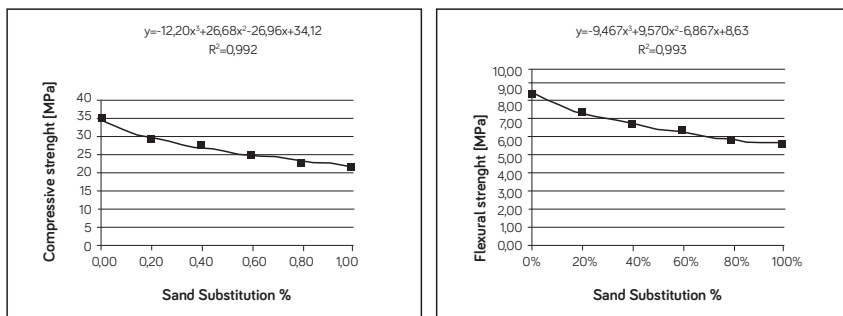 y=-12,20x³+26,68x²-26,96x+34,12
R²=0,992
Compressive strenght [MPa]
40
35
30
35
25
20
15
10
5
0
0,00 0,20 0,40 0,60 0,80 1,00
Sand Substitution %
y=-9,467x³+9,570x²-6,867x+8,63
R²=0,993
Flexural strenght [MPa]
10,00
9,00
8,00
7,00
6,00
5,00
4,00
3,00
2,00
1,00
0,00
0% 20% 40% 60% 80% 100%
Sand Substitution %